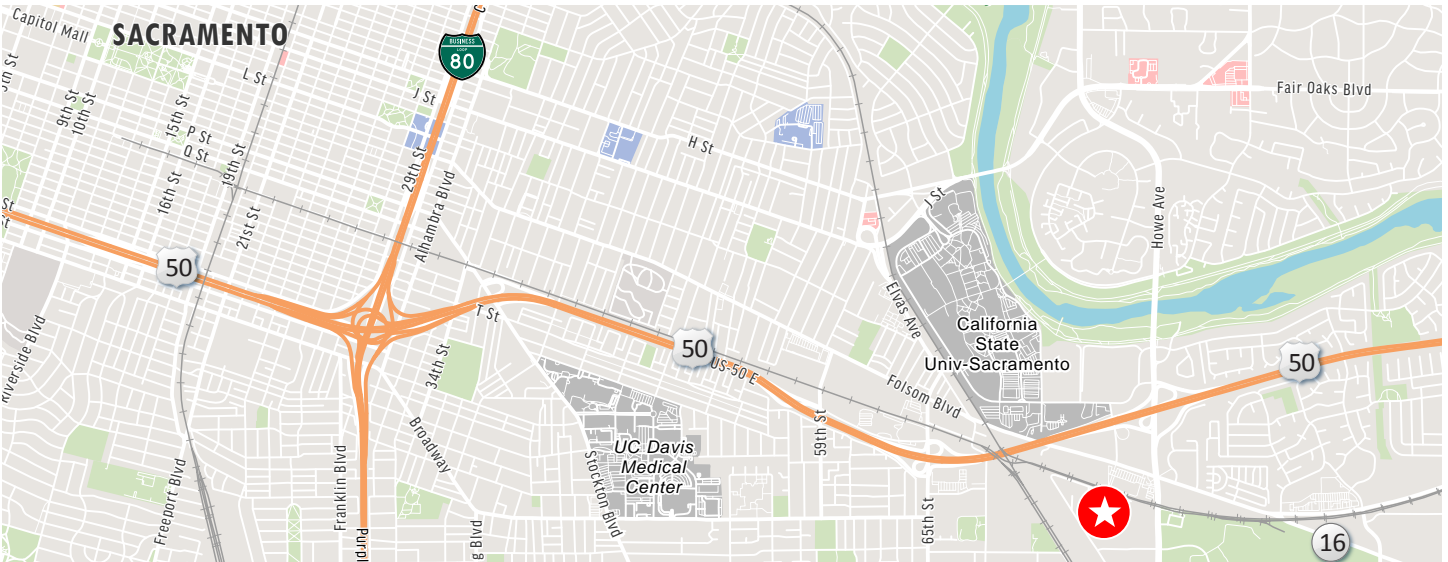 Capitol Mall
SACRAMENTO
BUSINESS
LOOP
80
L St
J St
9th St
10th St
15th St
P St
Q St
19th St
16th St
21st St
29th St
Alhambra Blvd
H St
Fair Oaks Blvd
J St
Howe Ave
St
St
50
T St
Elvas Ave
California
State
Univ-Sacramento
Riverside Blvd
34th St
50
US-50 E
Folsom Blvd
50
59th St
Broadway
UC Davis
Medical
Center
Stockton Blvd
Freeport Blvd
Franklin Blvd
65th St
g Blvd
16